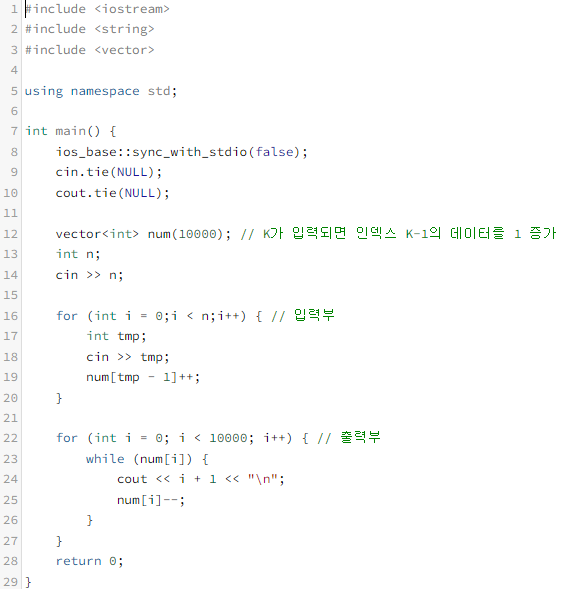 1 #include <iostream>
2 #include <string>
3 #include <vector>
4
5 using namespace std;
6
7 int main() {
8     ios_base::sync_with_stdio(false);
9     cin.tie(NULL);
10     cout.tie(NULL);
11
12     vector<int> num(10000); // K가 입력되면 인덱스 K-1의 데이터를 1 증가
13     int n;
14     cin >> n;
15
16     for (int i = 0;i < n;i++) { // 입력부
17         int tmp;
18         cin >> tmp;
19         num[tmp - 1]++;
20     }
21
22     for (int i = 0; i < 10000; i++) { // 출력부
23         while (num[i]) {
24             cout << i + 1 << "\n";
25             num[i]--;
26         }
27     }
28     return 0;
29 }